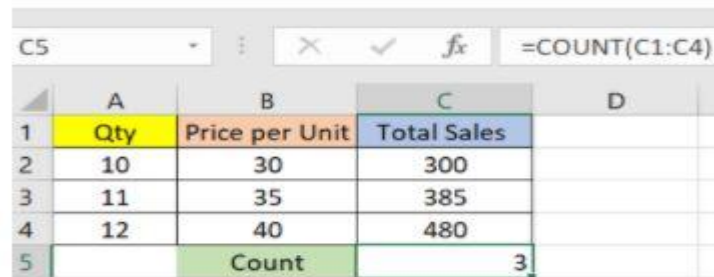 C5 fx =COUNT(C1:C4)
A B C D
1 Qty Price per Unit Total Sales
2 10 30 300
3 11 35 385
4 12 40 480
5 Count 3